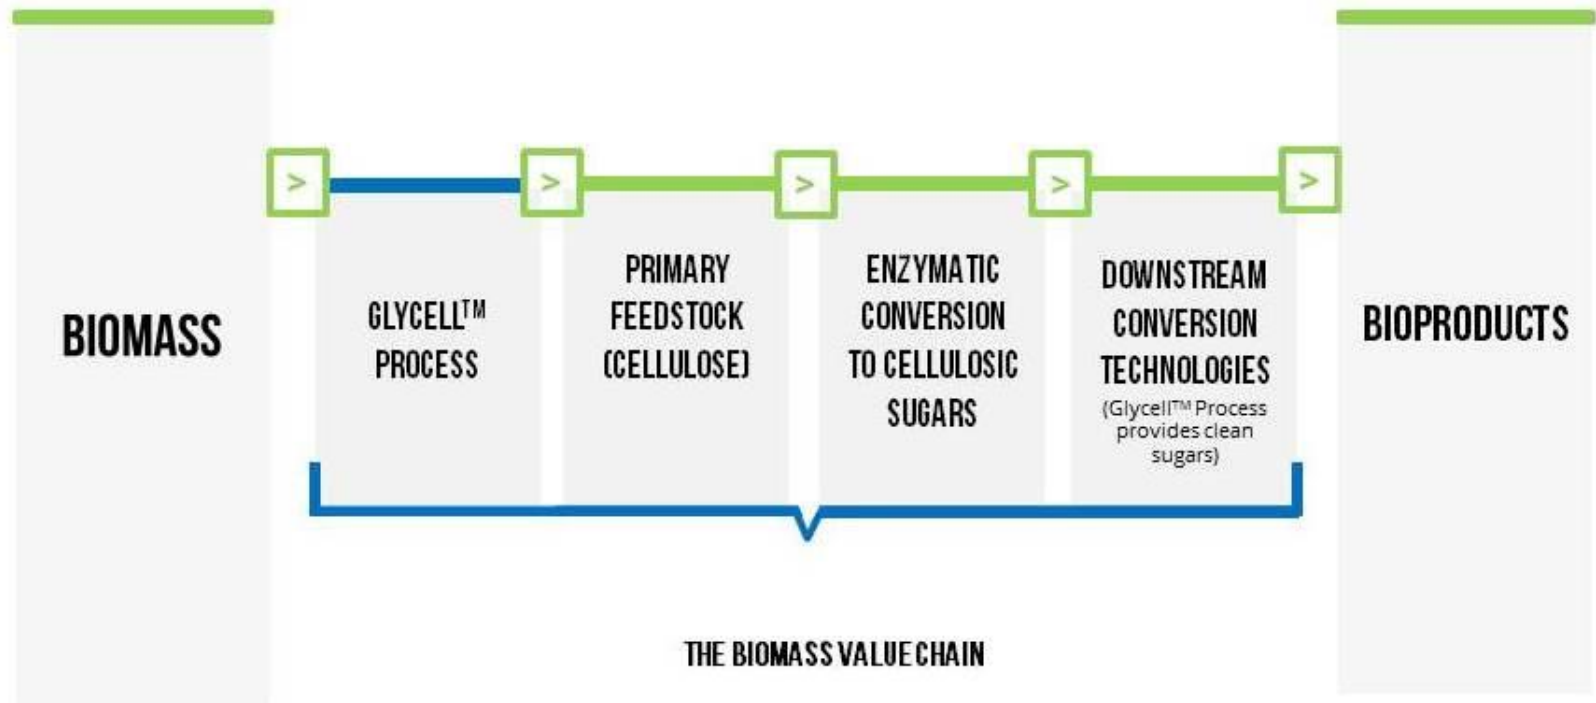 BIOMASS
>
GLYCELL™
PROCESS
>
PRIMARY
FEEDSTOCK
(CELLULOSE)
>
ENZYMATIC
CONVERSION
TO CELLULOSIC
SUGARS
>
DOWNSTREAM
CONVERSION
TECHNOLOGIES
(Glycell™ Process
provides clean
sugars)
>
BIOPRODUCTS
THE BIOMASS VALUE CHAIN